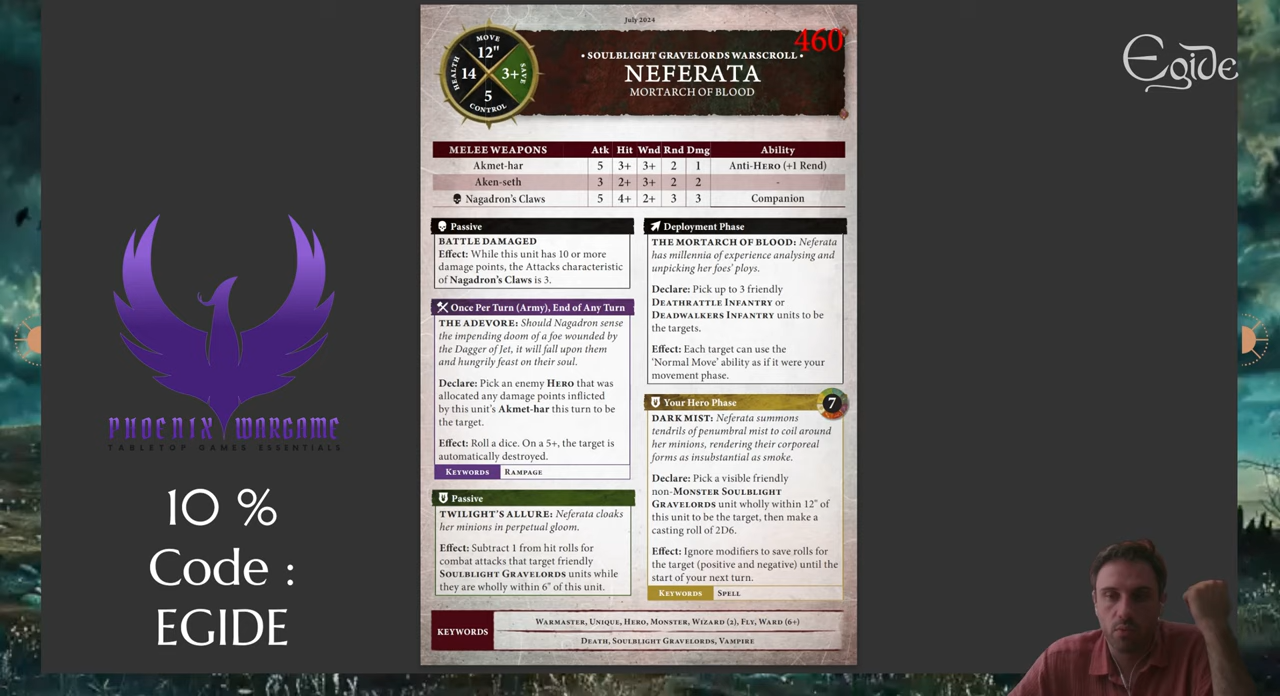 July 2024
460
Egide
MOVE
12"
HEALTH
14
3+
SAVE
5
CONTROL
• SOULBLIGHT GRAVELORDS WARSCROLL •
NEFERATA
MORTARCH OF BLOOD
MELEE WEAPONS Atk Hit Wnd Rnd Dmg Ability
Akmet-har 5 3+ 3+ 2 1 Anti-HERO (+1 Rend)
Aken-seth 3 2+ 3+ 2 2 -
Nagadron's Claws 5 4+ 2+ 3 3 Companion
Passive
BATTLE DAMAGED
Effect: While this unit has 10 or more
damage points, the Attacks characteristic
of Nagadron's Claws is 3.
Once Per Turn (Army), End of Any Turn
THE ADEVORE: Should Nagadron sense
the impending doom of a foe wounded by
the Dagger of Jet, it will fall upon them
and hungrily feast on their soul.
Declare: Pick an enemy HERO that was
allocated any damage points inflicted
by this unit's Akmet-har this turn to be
the target.
Effect: Roll a dice. On a 5+, the target is
automatically destroyed.
KEYWORDS RAMPAGE
Passive
TWILIGHT'S ALLURE: Neferata cloaks
her minions in perpetual gloom.
Effect: Subtract 1 from hit rolls for
combat attacks that target friendly
SOULBLIGHT GRAVELORDS units while
they are wholly within 6" of this unit.
Deployment Phase
THE MORTARCH OF BLOOD: Neferata
has millennia of experience analysing and
unpicking her foes' ploys.
Declare: Pick up to 3 friendly
DEATHRATTLE INFANTRY or
DEADWALKERS INFANTRY units to be
the targets.
Effect: Each target can use the
'Normal Move' ability as if it were your
movement phase.
Your Hero Phase
7
DARK MIST: Neferata summons
tendrils of penumbral mist to coil around
her minions, rendering their corporeal
forms as insubstantial as smoke.
Declare: Pick a visible friendly
non-MONSTER SOULBLIGHT
GRAVELORDS unit wholly within 12" of
this unit to be the target, then make a
casting roll of 2D6.
Effect: Ignore modifiers to save rolls for
the target (positive and negative) until the
start of your next turn.
KEYWORDS SPELL
KEYWORDS
WARMASTER, UNIQUE, HERO, MONSTER, WIZARD (2), FLY, WARD (6+)
DEATH, SOULBLIGHT GRAVELORDS, VAMPIRE
PHOENIX WARGAME
TABLETOP GAMES ESSENTIALS
10 %
Code :
EGIDE